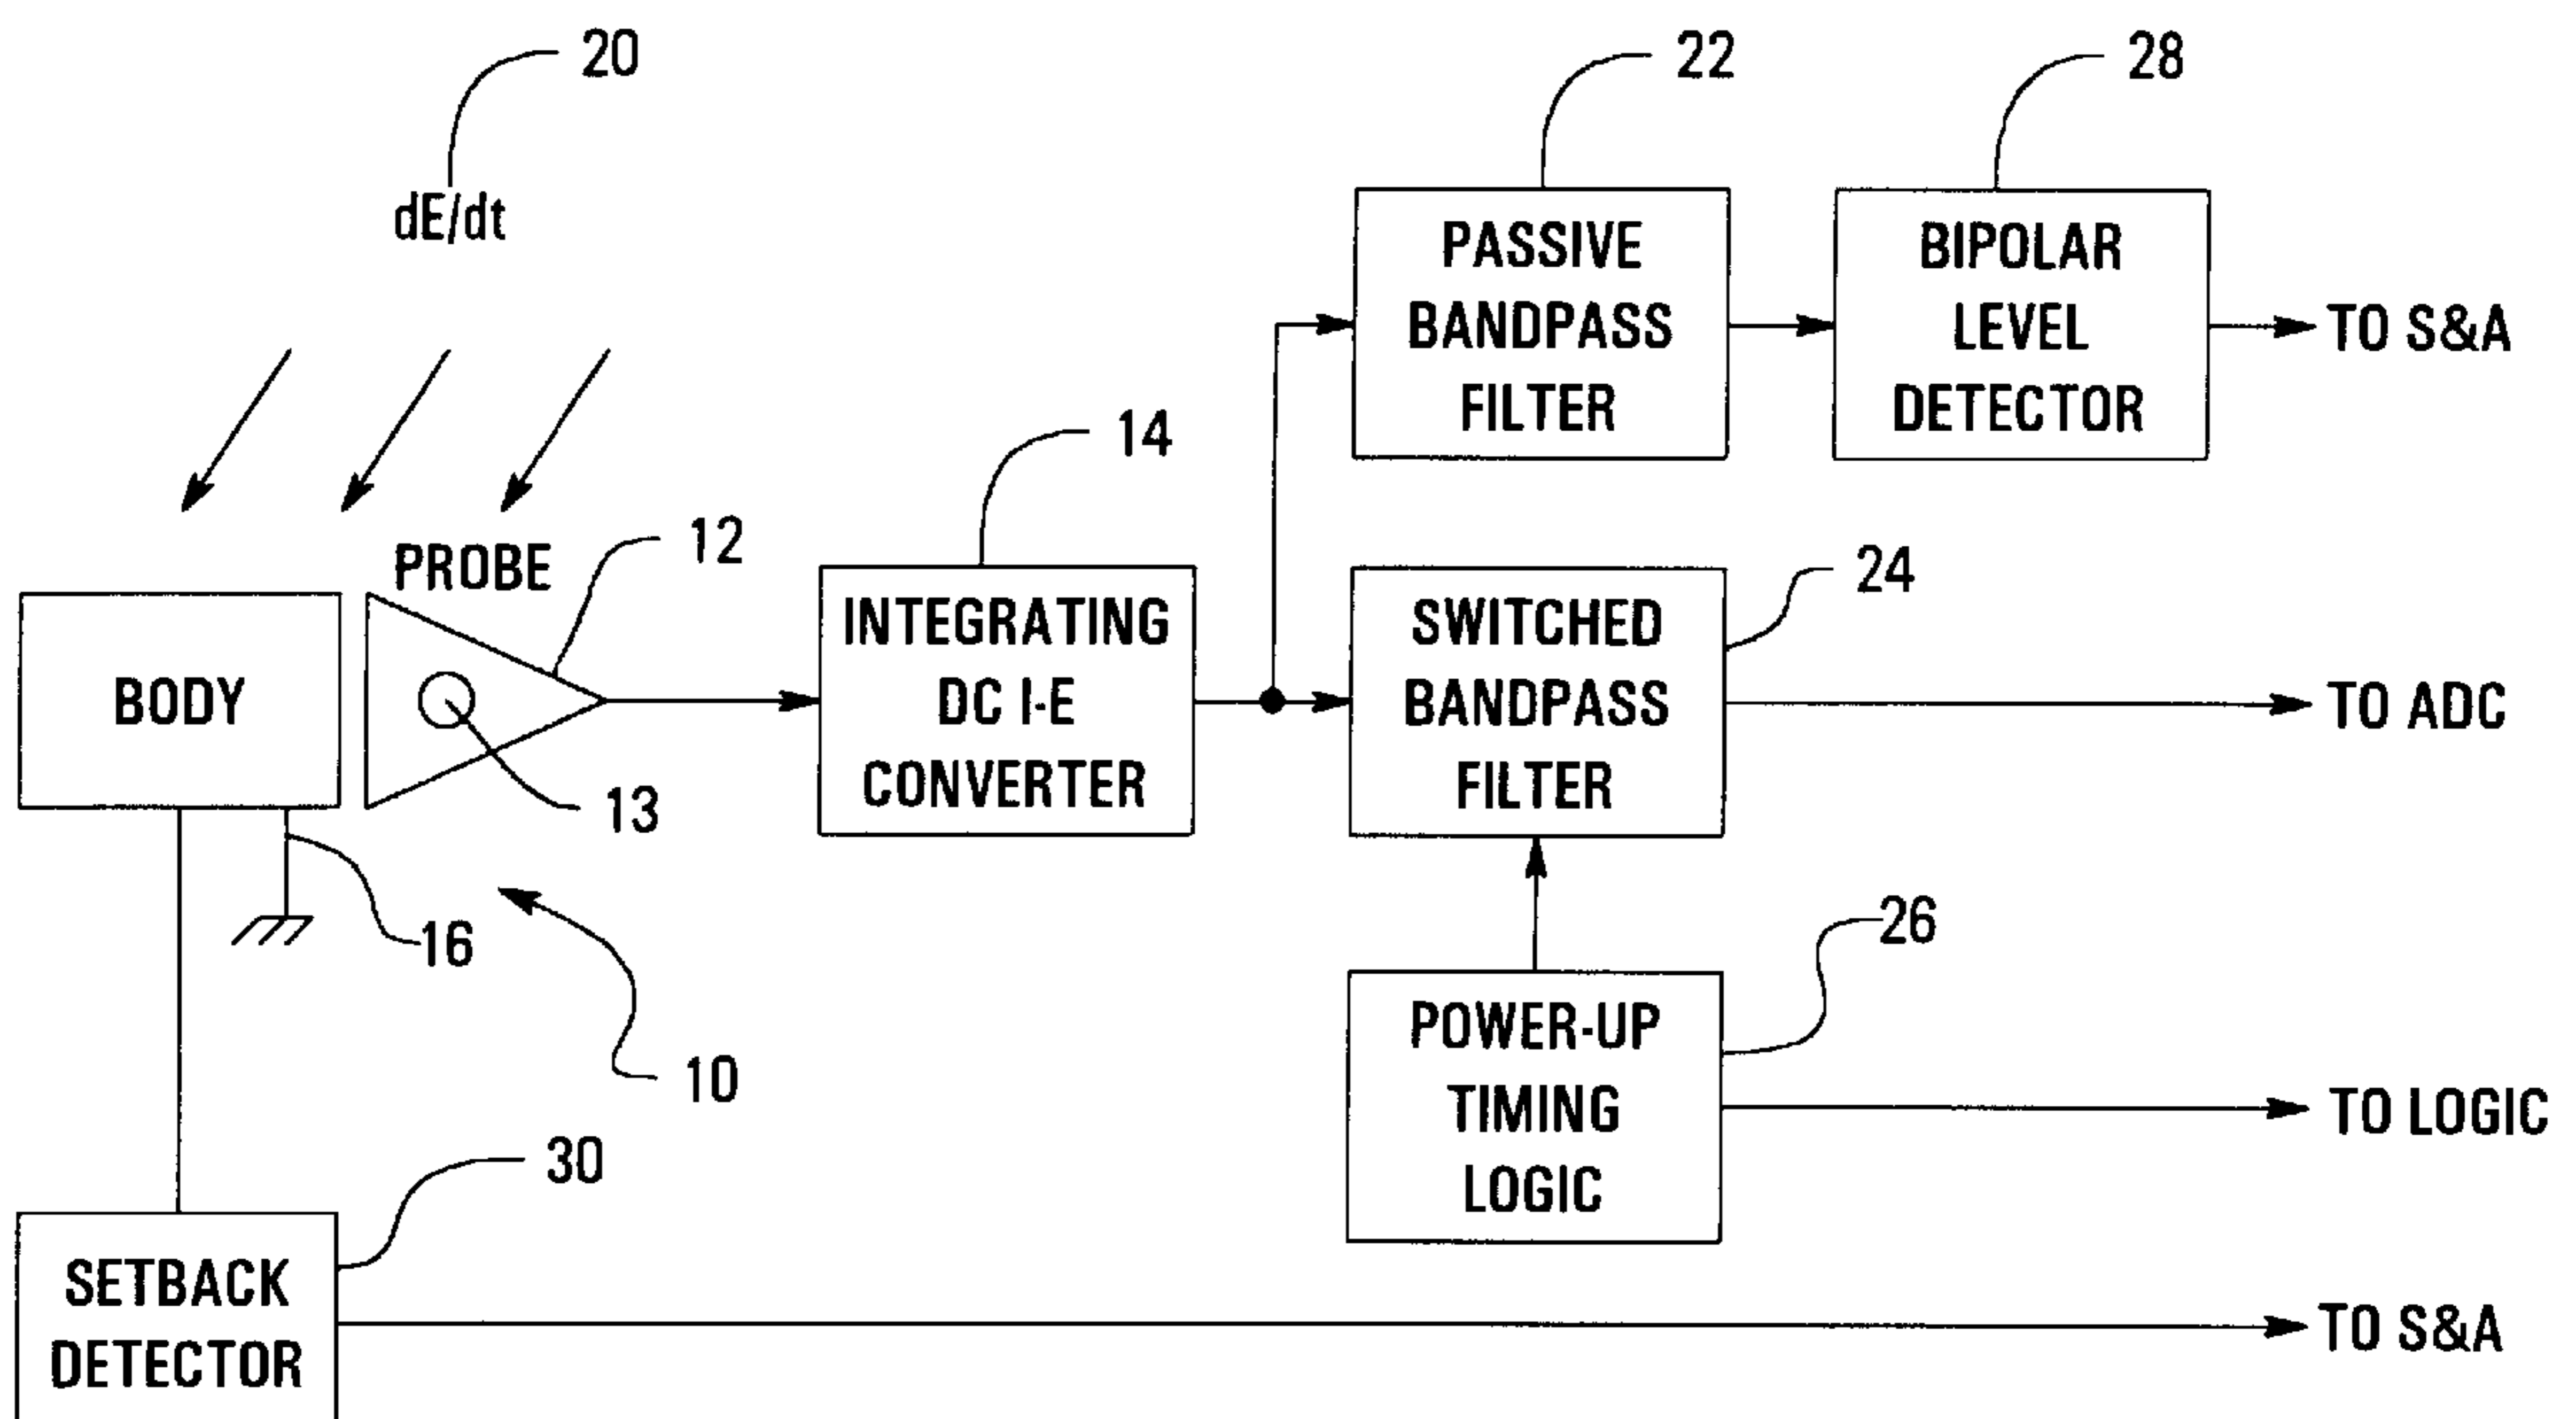 20
22
28
dE/dt
PASSIVE
BANDPASS
FILTER
BIPOLAR
LEVEL
DETECTOR
TO S&A
14
PROBE
12
24
BODY
13
INTEGRATING
DC I-E
CONVERTER
SWITCHED
BANDPASS
FILTER
TO ADC
16
10
26
POWER-UP
TIMING
LOGIC
TO LOGIC
30
SETBACK
DETECTOR
TO S&A